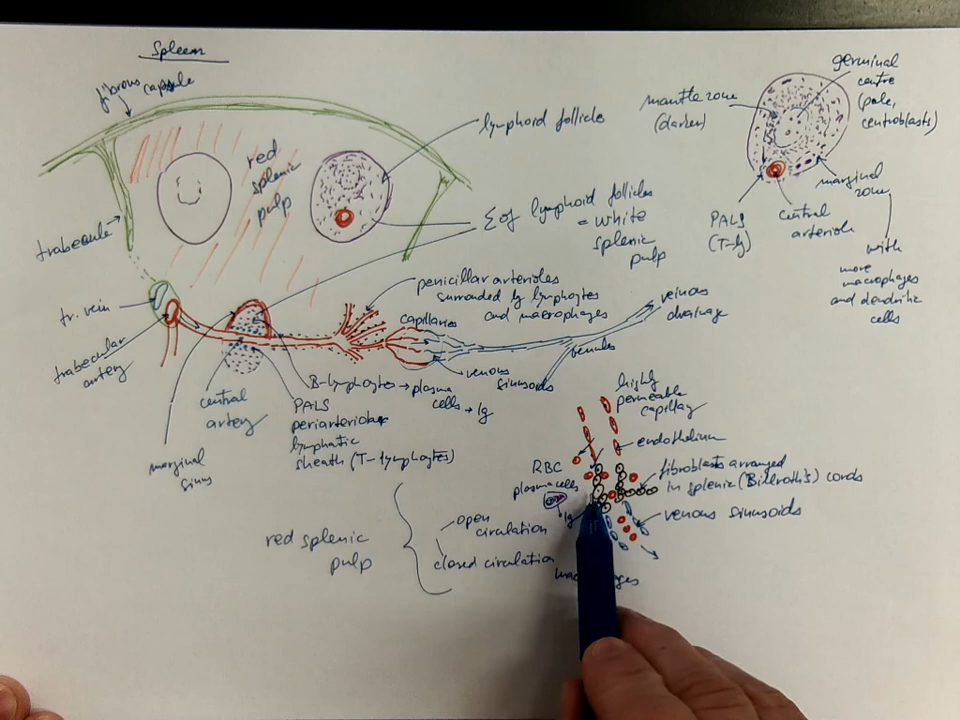 Spleen
fibrous capsule
red
splenic
pulp
lymphoid follicles
Σ of lymphoid follicles
= white
splenic
pulp
trabecule
tr. vein
trabecular
artery
penicillar arterioles
surrounded by lymphocytes
and macrophages
capillaries
venous
drainage
venules
venous
sinusoids
B-lymphocytes → plasma
cells → Ig
central
artery
PALS
periarteriolar
lymphatic
sheath (T-lymphocytes)
marginal
sinus
mantle zone
(darker)
germinal
centre
(pale,
centroblasts)
marginal
zone
PALS
(T-ly)
central
arteriole
with
more macrophages
and dendritic
cells
highly
permeable
capillary
endothelium
RBC
plasma cells
Ig
fibroblasts arranged
in splenic (Billroth's) cords
venous sinusoids
red splenic
pulp
open
circulation
closed circulation